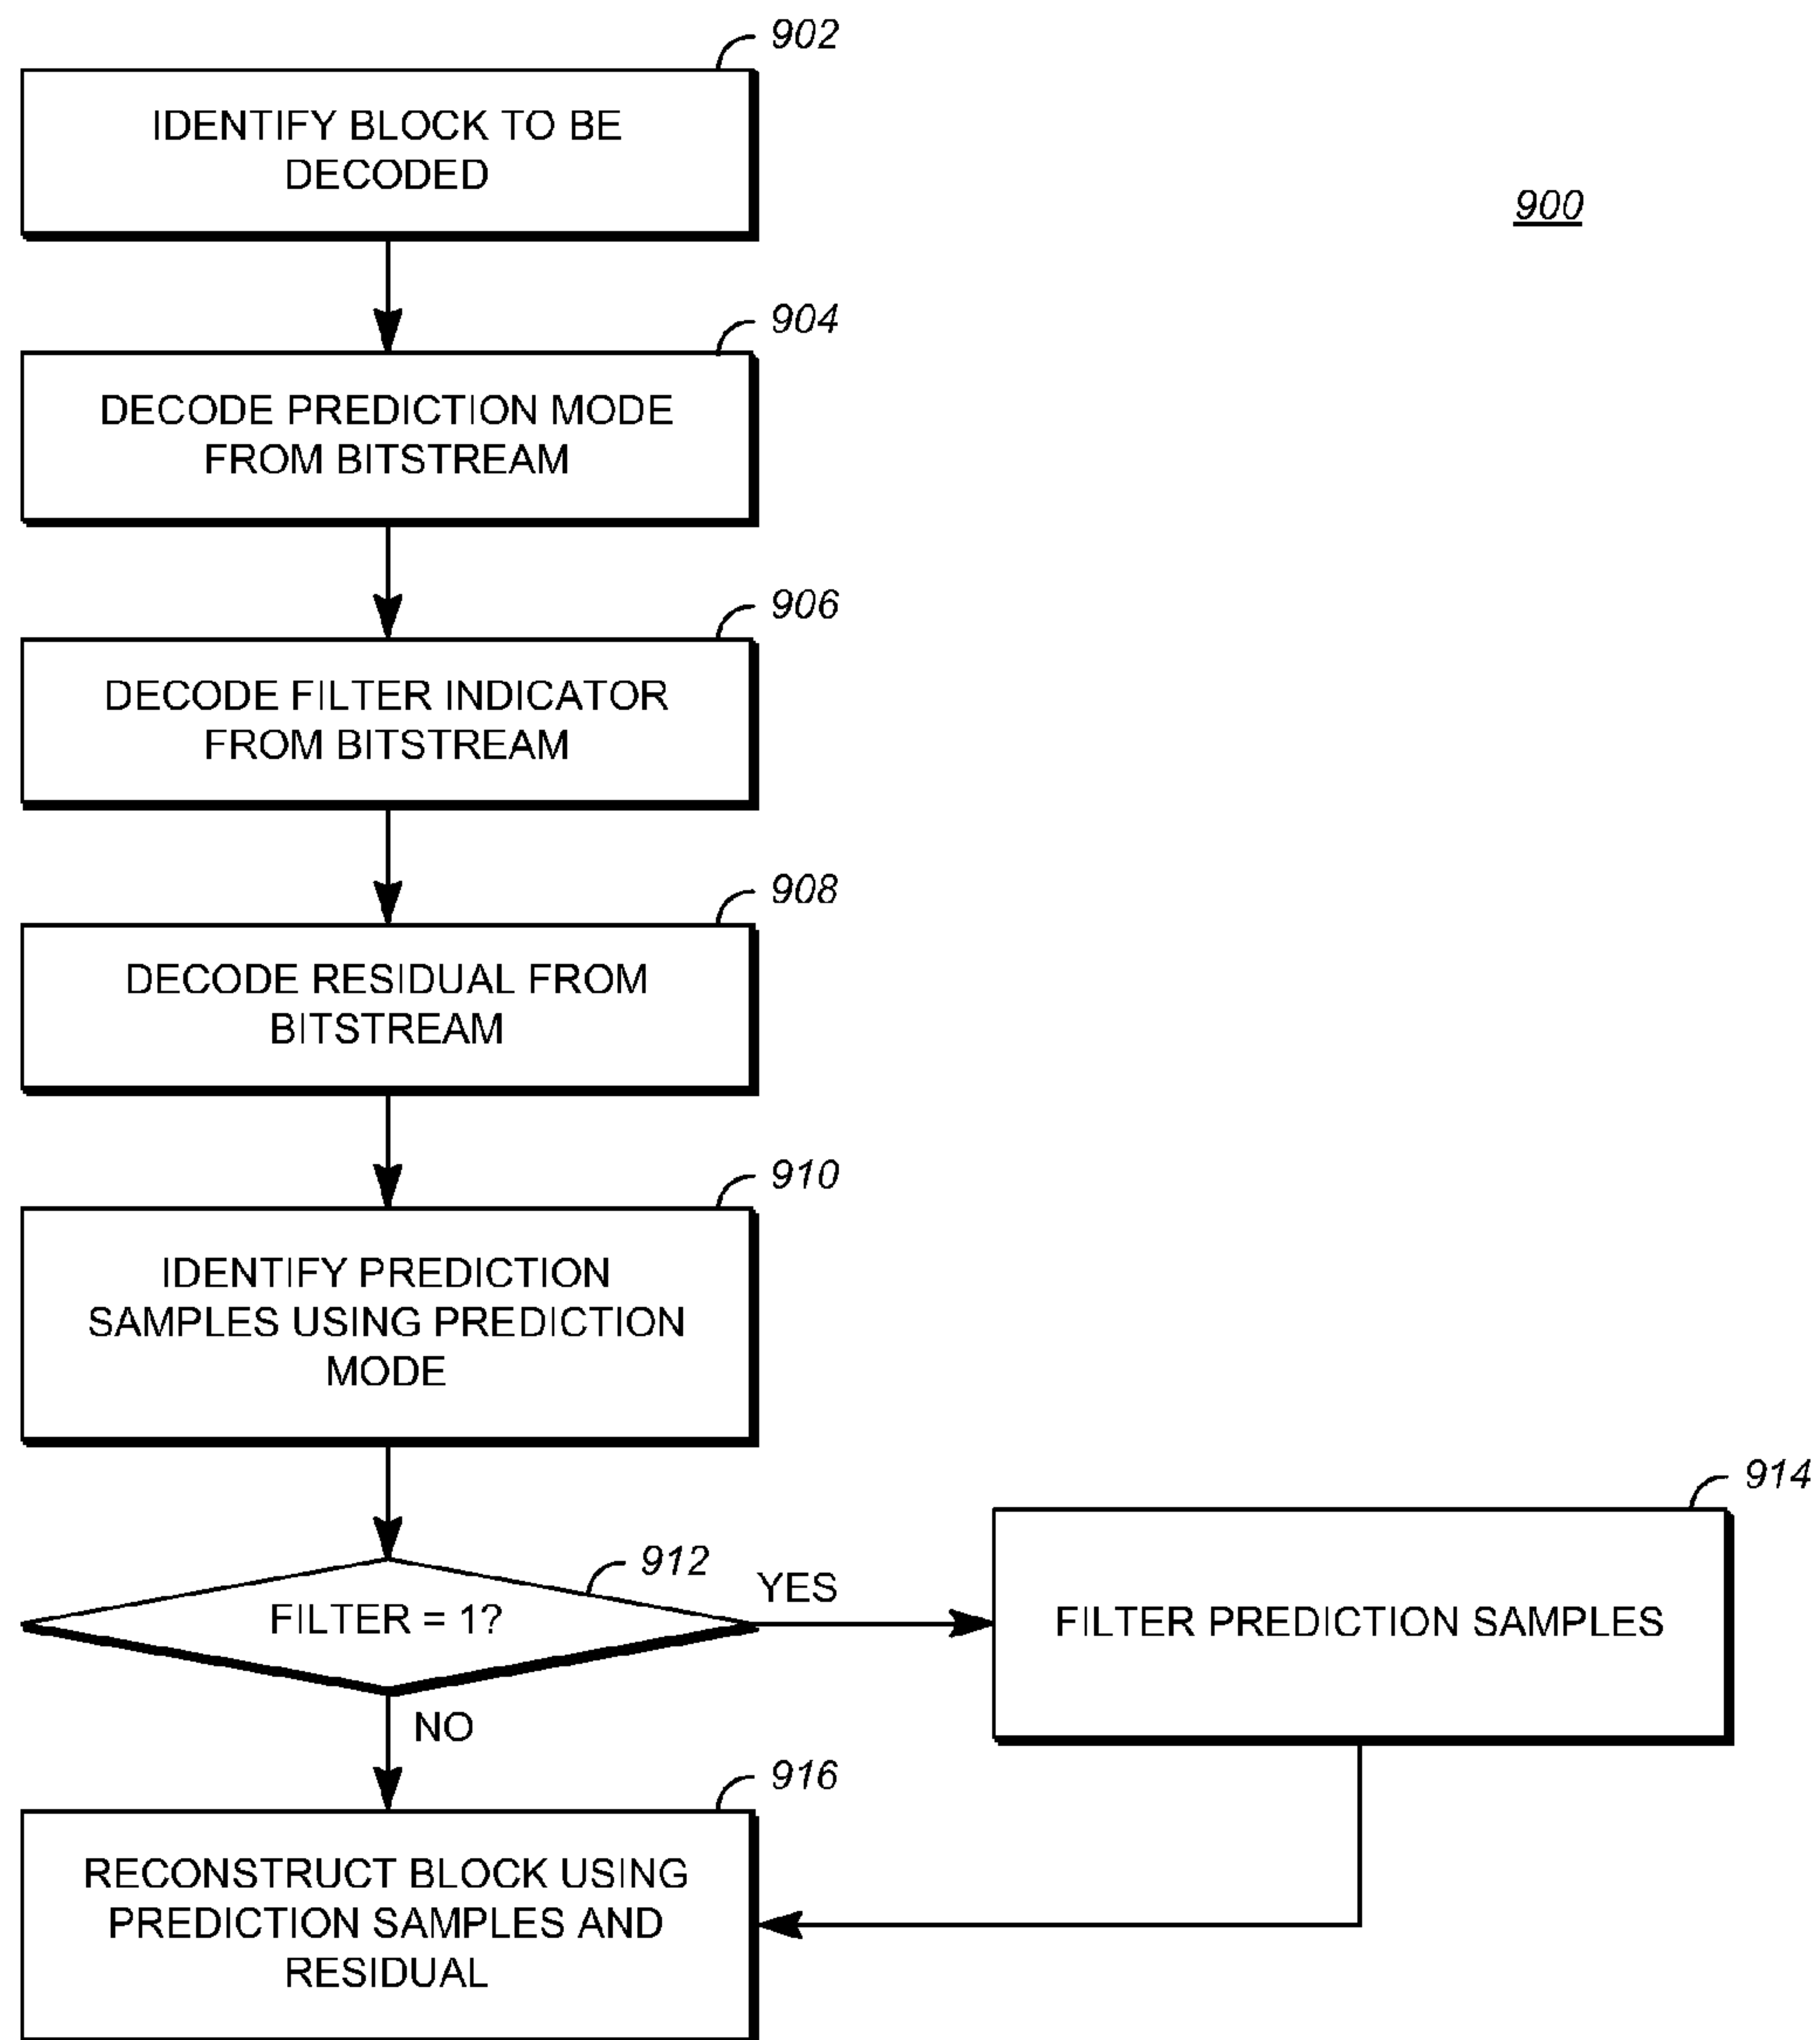 902
IDENTIFY BLOCK TO BE
DECODED
900
904
DECODE PREDICTION MODE
FROM BITSTREAM
906
DECODE FILTER INDICATOR
FROM BITSTREAM
908
DECODE RESIDUAL FROM
BITSTREAM
910
IDENTIFY PREDICTION
SAMPLES USING PREDICTION
MODE
912
FILTER = 1?
YES
914
FILTER PREDICTION SAMPLES
NO
916
RECONSTRUCT BLOCK USING
PREDICTION SAMPLES AND
RESIDUAL